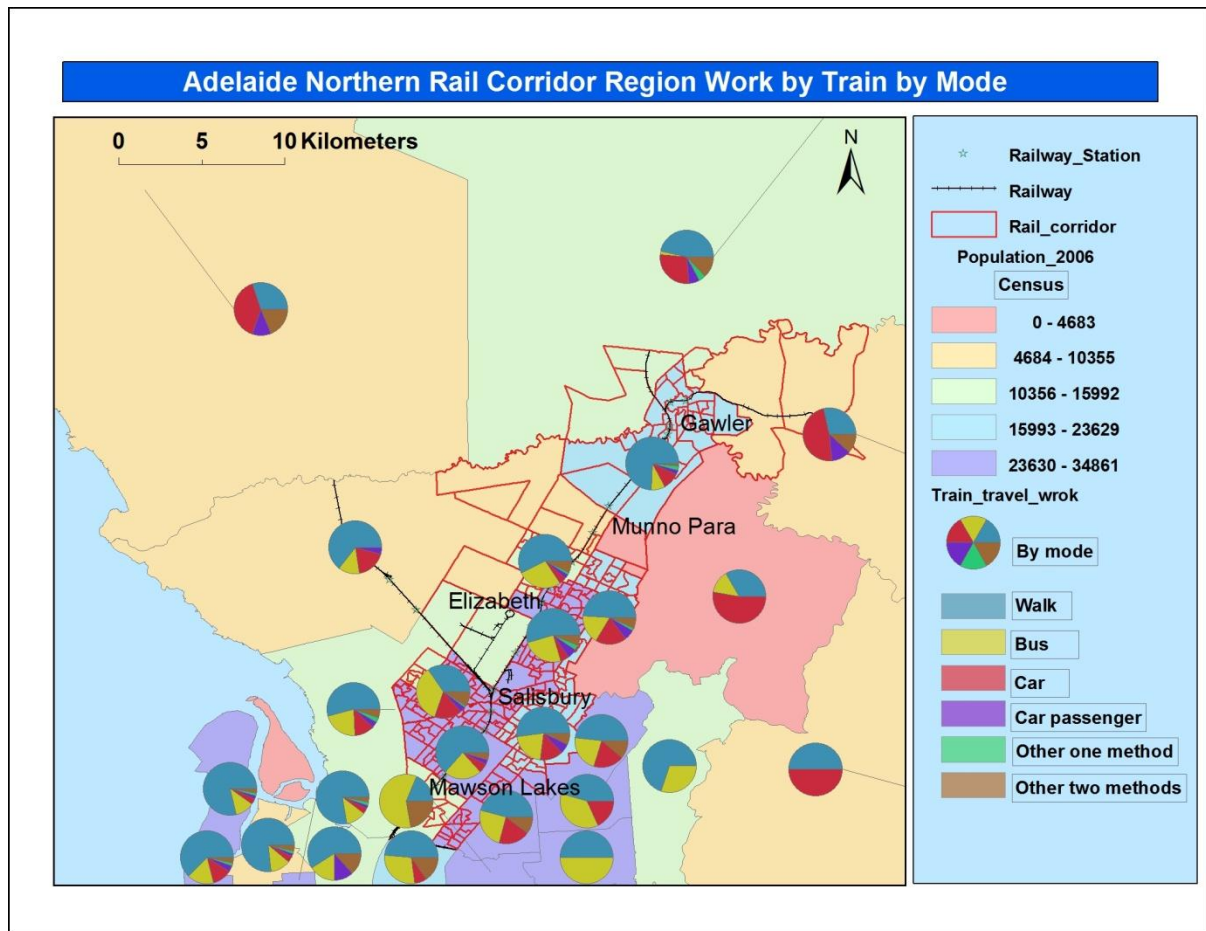 Adelaide Northern Rail Corridor Region Work by Train by Mode
0 5 10 Kilometers
N
Gawler
Munno Para
Elizabeth
Salisbury
Mawson Lakes
Railway_Station
Railway
Rail_corridor
Population_2006
Census
0 - 4683
4684 - 10355
10356 - 15992
15993 - 23629
23630 - 34861
Train_travel_wrok
By mode
Walk
Bus
Car
Car passenger
Other one method
Other two methods